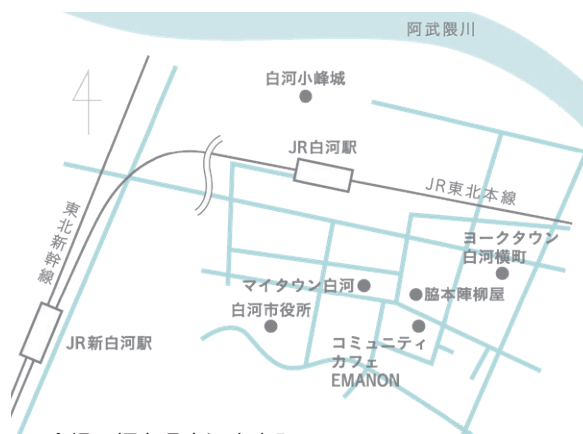 阿武隈川
白河小峰城
JR白河駅
JR東北本線
東北新幹線
ヨークタウン
白河横町
マイタウン白河
脇本陣柳屋
白河市役所
JR新白河駅
コミュニティ
カフェ
EMANON